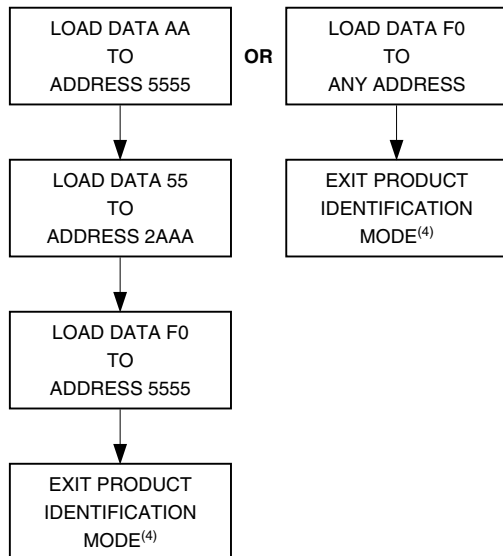 LOAD DATA AA
TO
ADDRESS 5555
LOAD DATA 55
TO
ADDRESS 2AAA
LOAD DATA F0
TO
ADDRESS 5555
EXIT PRODUCT
IDENTIFICATION
MODE(4)
OR
LOAD DATA F0
TO
ANY ADDRESS
EXIT PRODUCT
IDENTIFICATION
MODE(4)